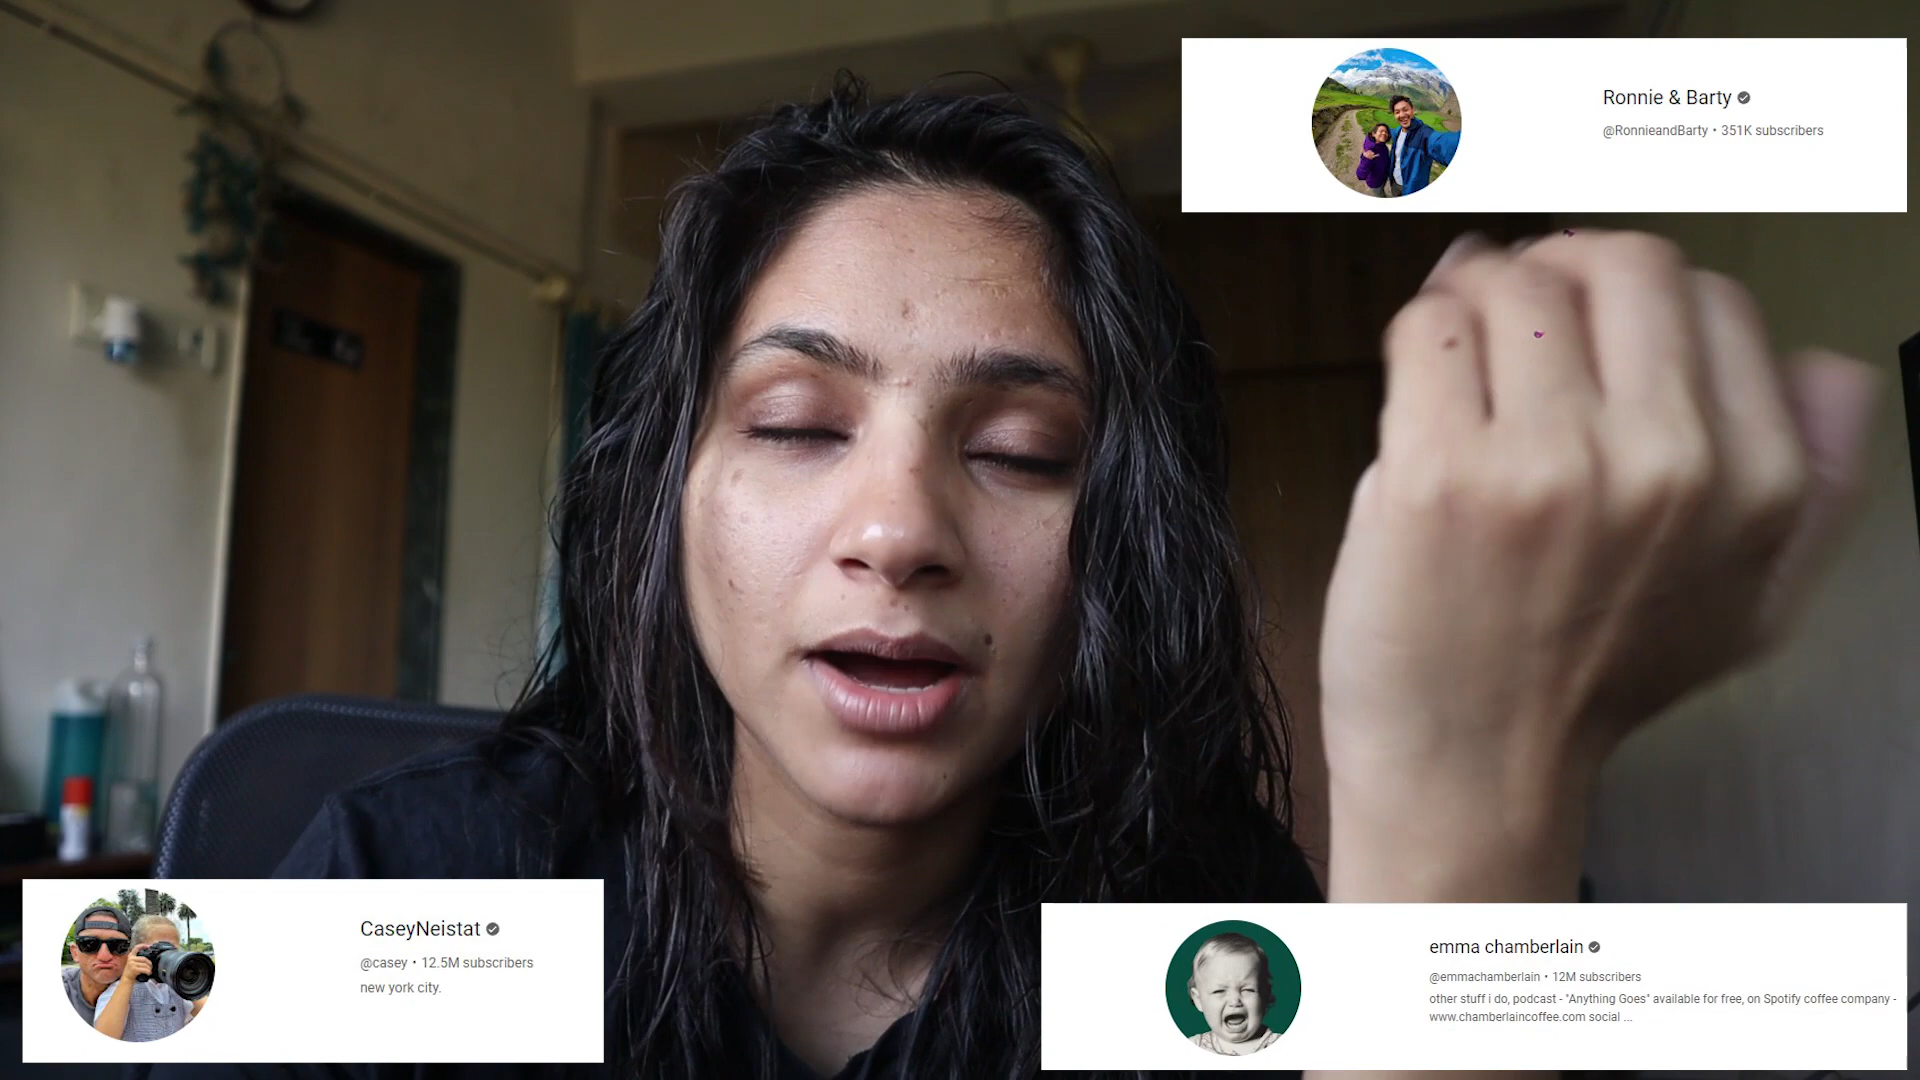 Ronnie & Barty
@RonnieandBarty • 351K subscribers
CaseyNeistat
@casey • 12.5M subscribers
new york city.
emma chamberlain
@emmachamberlain • 12M subscribers
other stuff i do, podcast - "Anything Goes" available for free, on Spotify coffee company -
www.chamberlaincoffee.com social ...